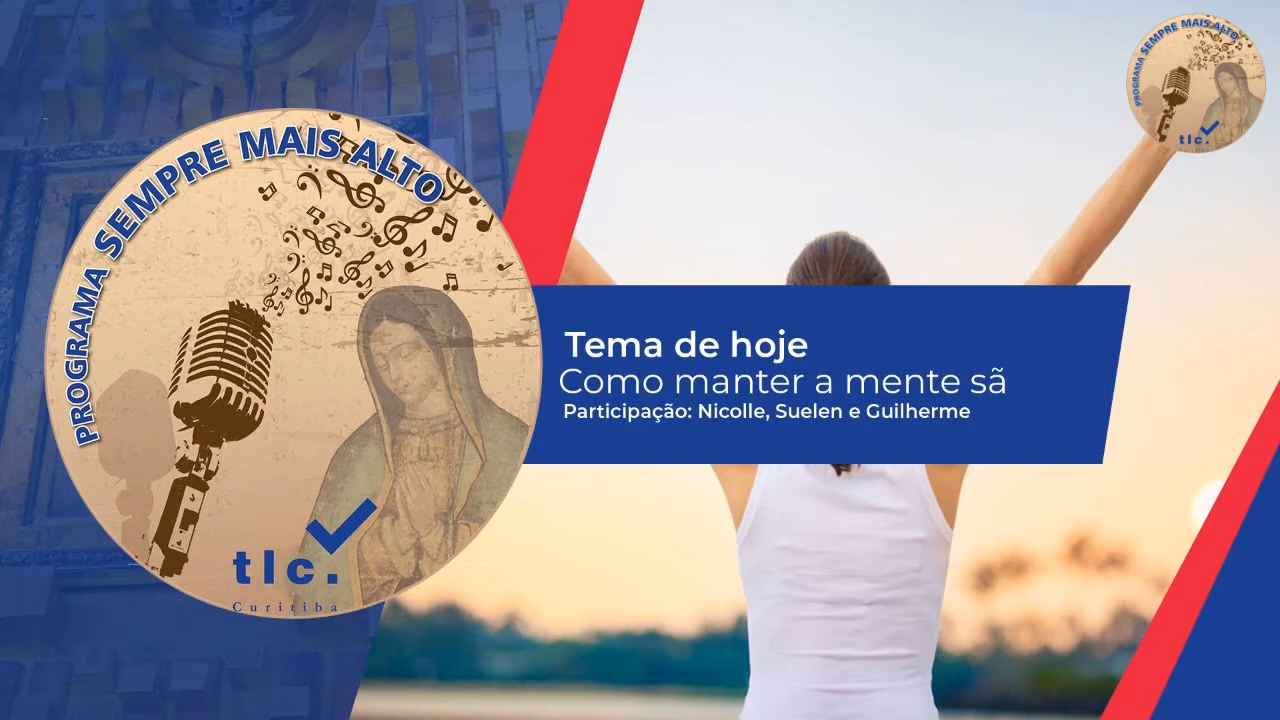 PROGRAMA SEMPRE MAIS ALTO
tlc.
Curitiba
Tema de hoje
Como manter a mente sã
Participação: Nicolle, Suelen e Guilherme
PROGRAMA SEMPRE MAIS ALTO
tlc.